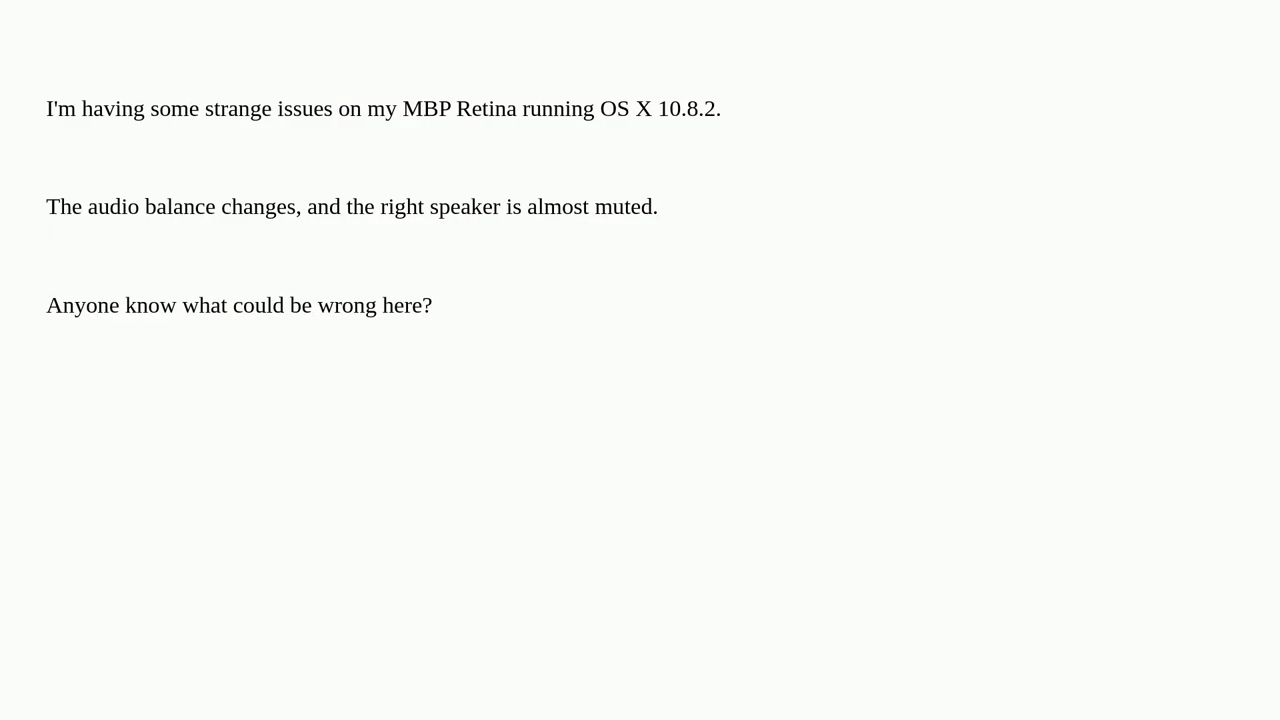 I'm having some strange issues on my MBP Retina running OS X 10.8.2.
The audio balance changes, and the right speaker is almost muted.
Anyone know what could be wrong here?